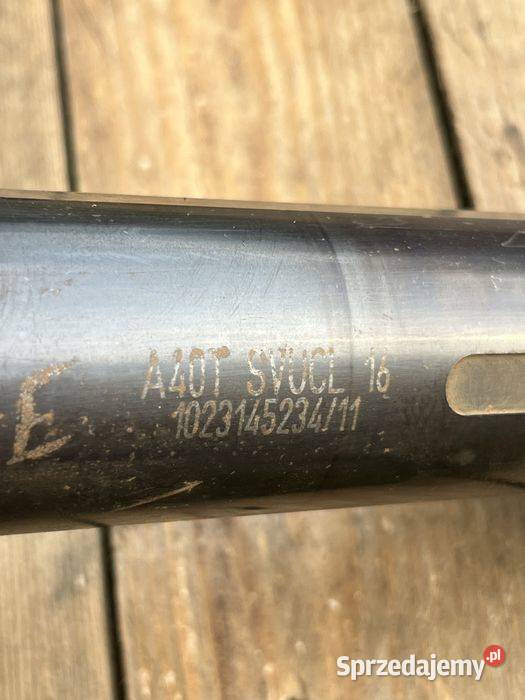 A40T SVUCL 16
1023145234/11
E
Sprzedajemy.pl